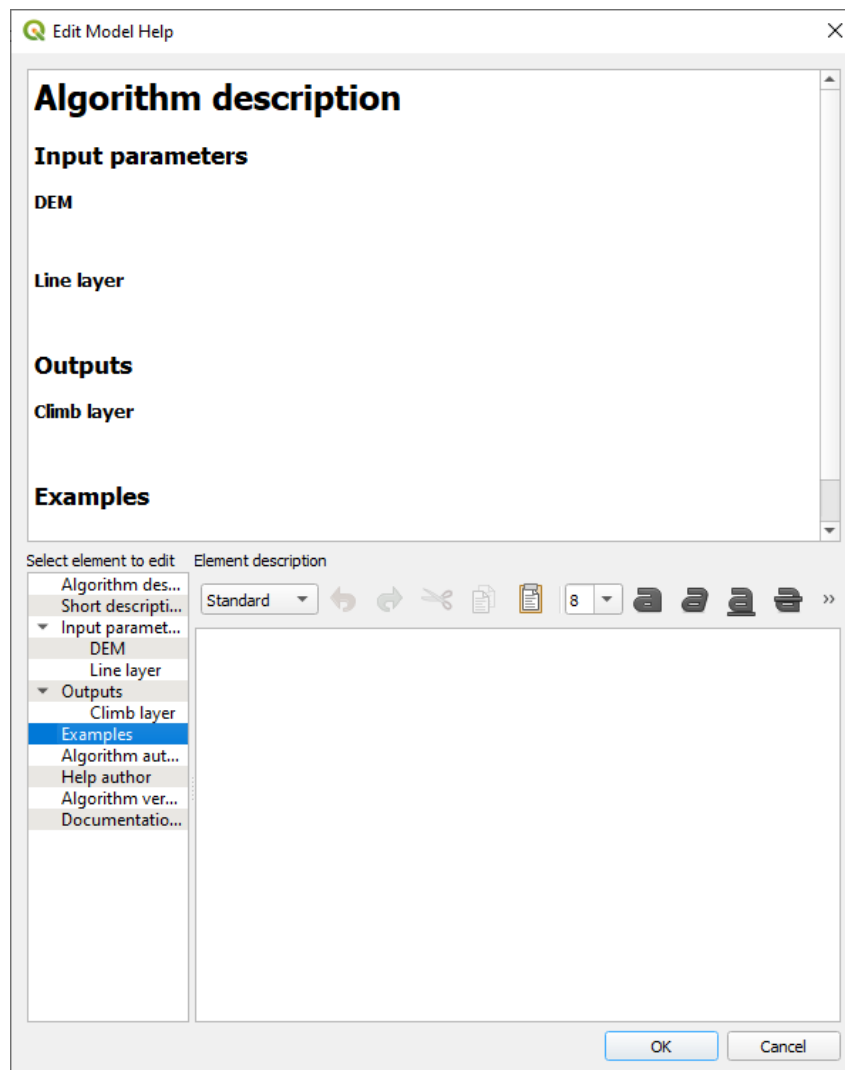 Edit Model Help
Algorithm description
Input parameters
DEM
Line layer
Outputs
Climb layer
Examples
Select element to edit Element description
Algorithm des...
Short descripti...
Input paramet...
DEM
Line layer
Outputs
Climb layer
Examples
Algorithm aut...
Help author
Algorithm ver...
Documentatio...
Standard 8 a a a a »
OK Cancel